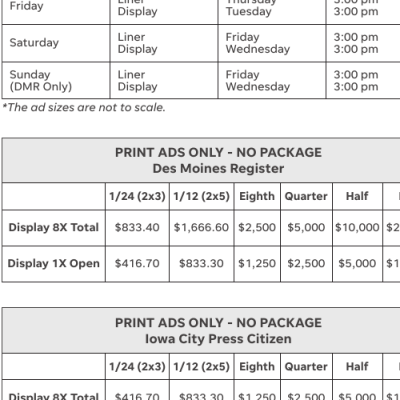 Friday Liner Thursday 3:00 pm
Display Tuesday 3:00 pm
Saturday Liner Friday 3:00 pm
Display Wednesday 3:00 pm
Sunday Liner Friday 3:00 pm
(DMR Only) Display Wednesday 3:00 pm
*The ad sizes are not to scale.
PRINT ADS ONLY - NO PACKAGE
Des Moines Register
1/24 (2x3) 1/12 (2x5) Eighth Quarter Half
Display 8X Total $833.40 $1,666.60 $2,500 $5,000 $10,000 $2
Display 1X Open $416.70 $833.30 $1,250 $2,500 $5,000 $1
PRINT ADS ONLY - NO PACKAGE
Iowa City Press Citizen
1/24 (2x3) 1/12 (2x5) Eighth Quarter Half
Display 8X Total $416.70 $833.30 $1,250 $2,500 $5,000 $1